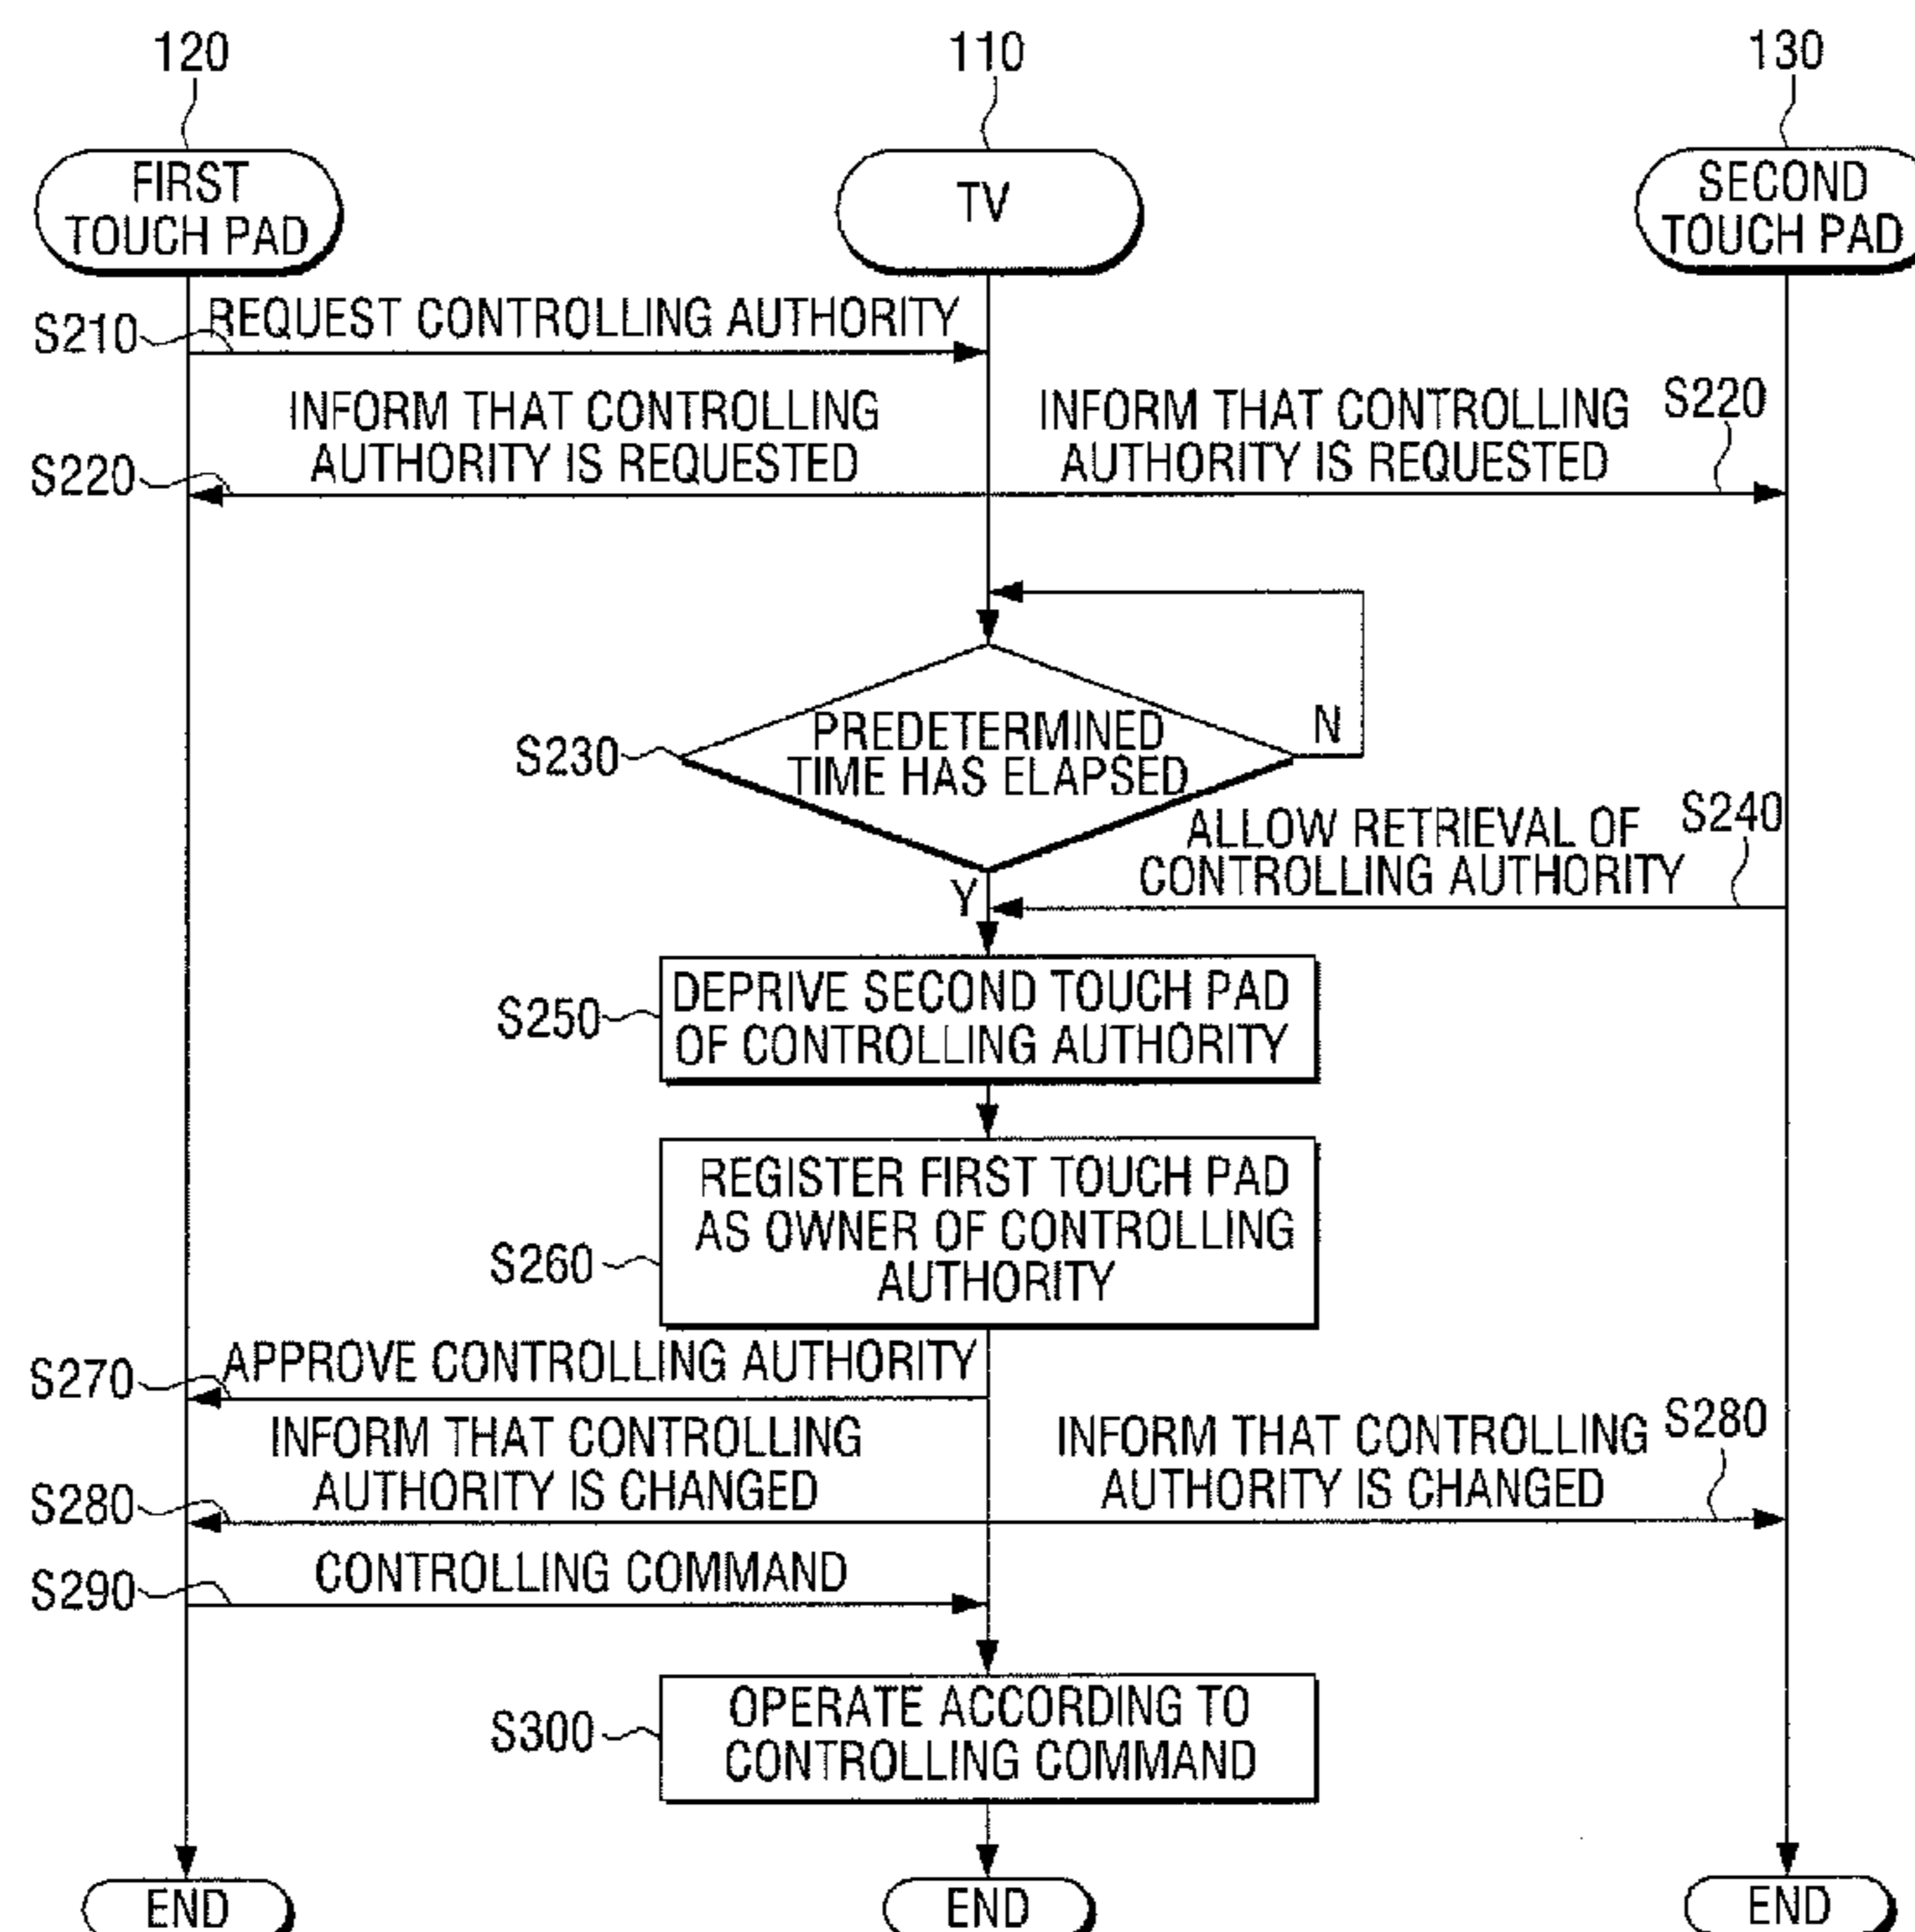 120
110
130
FIRST
TOUCH PAD
TV
SECOND
TOUCH PAD
S210
REQUEST CONTROLLING AUTHORITY
INFORM THAT CONTROLLING
AUTHORITY IS REQUESTED
S220
INFORM THAT CONTROLLING
AUTHORITY IS REQUESTED
S220
S230
PREDETERMINED
TIME HAS ELAPSED
N
Y
ALLOW RETRIEVAL OF
CONTROLLING AUTHORITY
S240
S250
DEPRIVE SECOND TOUCH PAD
OF CONTROLLING AUTHORITY
S260
REGISTER FIRST TOUCH PAD
AS OWNER OF CONTROLLING
AUTHORITY
S270
APPROVE CONTROLLING AUTHORITY
INFORM THAT CONTROLLING
AUTHORITY IS CHANGED
S280
INFORM THAT CONTROLLING
AUTHORITY IS CHANGED
S280
S290
CONTROLLING COMMAND
S300
OPERATE ACCORDING TO
CONTROLLING COMMAND
END
END
END